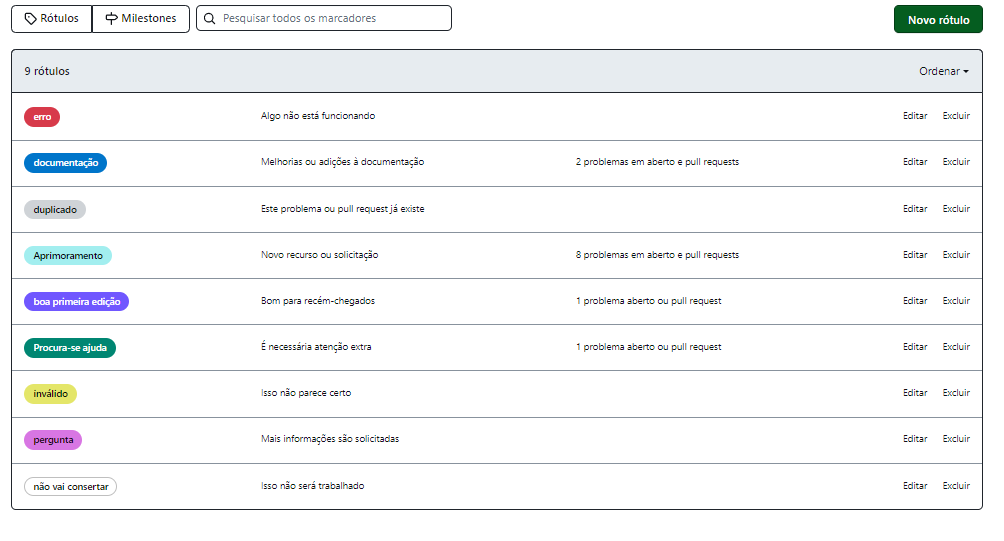 Rótulos Milestones Pesquisar todos os marcadores Novo rótulo
9 rótulos Ordenar
erro Algo não está funcionando Editar Excluir
documentação Melhorias ou adições à documentação 2 problemas em aberto e pull requests Editar Excluir
duplicado Este problema ou pull request já existe Editar Excluir
Aprimoramento Novo recurso ou solicitação 8 problemas em aberto e pull requests Editar Excluir
boa primeira edição Bom para recém-chegados 1 problema aberto ou pull request Editar Excluir
Procura-se ajuda É necessária atenção extra 1 problema aberto ou pull request Editar Excluir
inválido Isso não parece certo Editar Excluir
pergunta Mais informações são solicitadas Editar Excluir
não vai consertar Isso não será trabalhado Editar Excluir